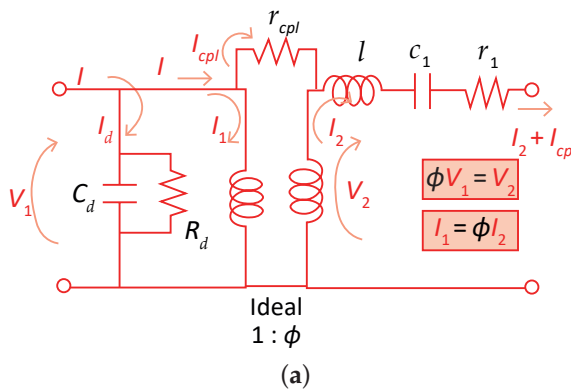 r_cpl
I_cpl
l
c_1
r_1
I
I
I_d
I_1
I_2
I_2 + I_cp
V_1
C_d
R_d
V_2
ϕV_1 = V_2
I_1 = ϕI_2
Ideal
1 : ϕ
(a)